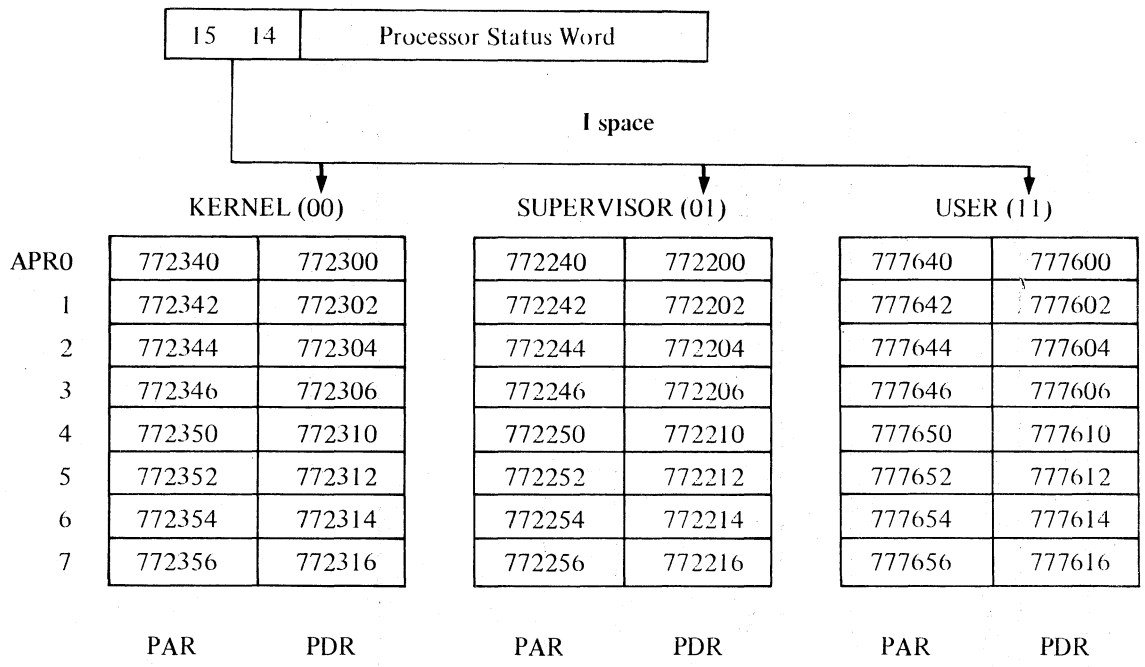 15 14 Processor Status Word
I space
KERNEL (00) SUPERVISOR (01) USER (11)
APR0 772340 772300 772240 772200 777640 777600
1 772342 772302 772242 772202 777642 777602
2 772344 772304 772244 772204 777644 777604
3 772346 772306 772246 772206 777646 777606
4 772350 772310 772250 772210 777650 777610
5 772352 772312 772252 772212 777652 777612
6 772354 772314 772254 772214 777654 777614
7 772356 772316 772256 772216 777656 777616
PAR PDR PAR PDR PAR PDR